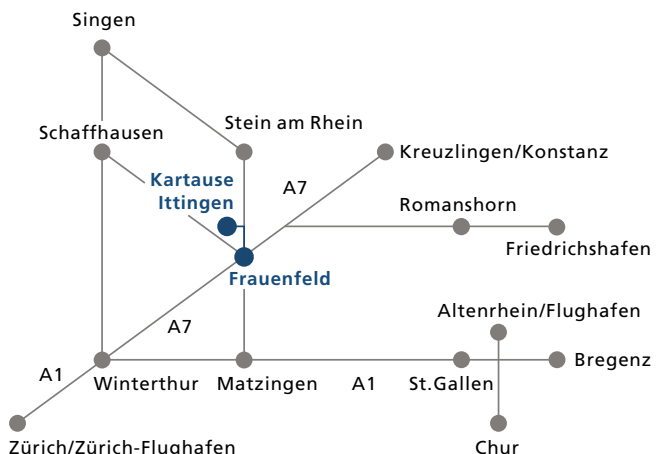 Singen
Schaffhausen
Stein am Rhein
Kreuzlingen/Konstanz
Kartause
Ittingen
A7
Romanshorn
Friedrichshafen
Frauenfeld
Altenrhein/Flughafen
A7
A1
Winterthur
Matzingen
A1
St.Gallen
Bregenz
Zürich/Zürich-Flughafen
Chur